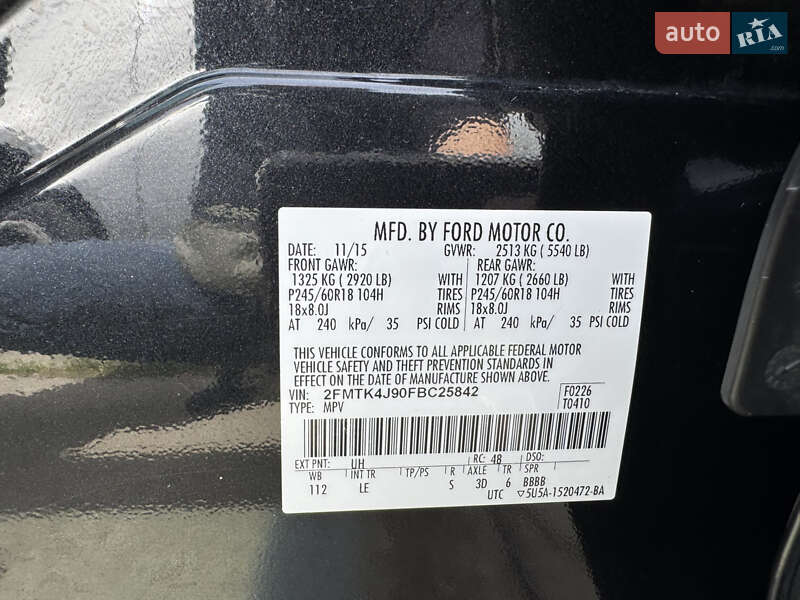 auto RIA .com
MFD. BY FORD MOTOR CO.
DATE: 11/15 GVWR: 2513 KG ( 5540 LB)
FRONT GAWR: REAR GAWR:
1325 KG ( 2920 LB) WITH 1207 KG ( 2660 LB) WITH
P245/60R18 104H TIRES P245/60R18 104H TIRES
18x8.0J RIMS 18x8.0J RIMS
AT 240 kPa/ 35 PSI COLD AT 240 kPa/ 35 PSI COLD
THIS VEHICLE CONFORMS TO ALL APPLICABLE FEDERAL MOTOR
VEHICLE SAFETY AND THEFT PREVENTION STANDARDS IN
EFFECT ON THE DATE OF MANUFACTURE SHOWN ABOVE.
VIN: 2FMTK4J90FBC25842 F0226
TYPE: MPV T0410
EXT PNT: UH RC: 48 DSO:
WB INT TR TP/PS R AXLE TR SPR
112 LE S 3D 6 BBBB
UTC ▽5U5A-1520472-BA